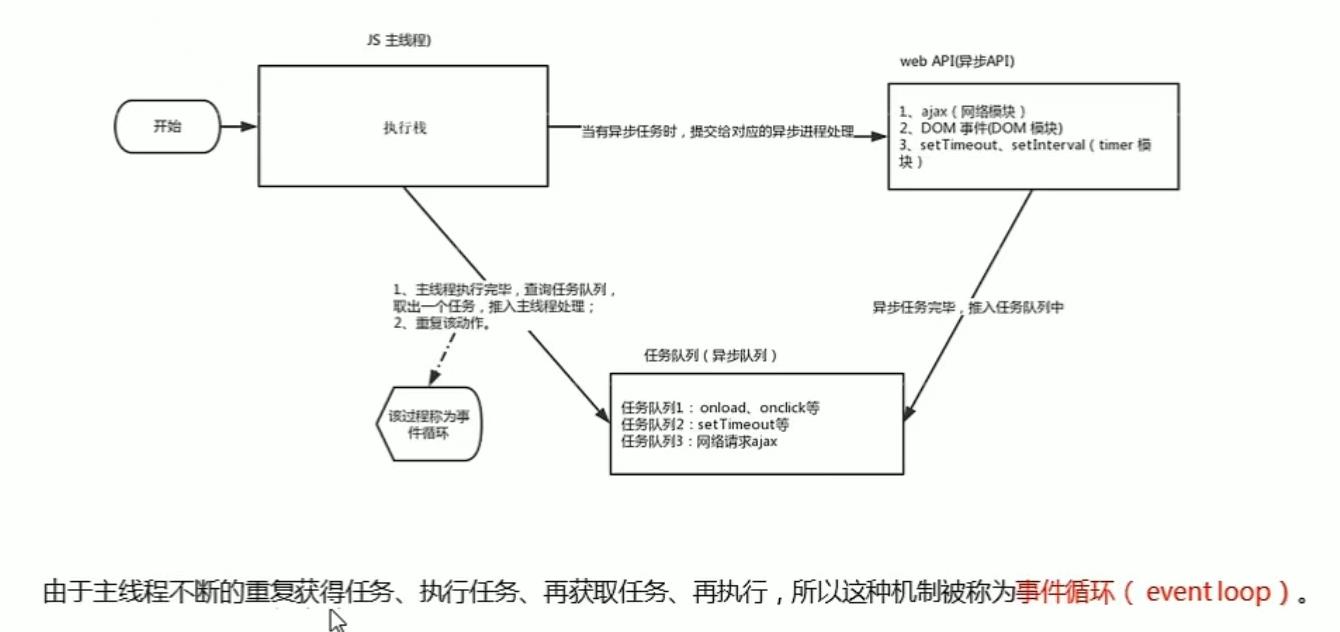 JS 主线程)
web API(异步API)
开始
执行栈
当有异步任务时，提交给对应的异步进程处理
1、ajax（网络模块）
2、DOM 事件(DOM 模块)
3、setTimeout、setInterval（timer 模
块）
1、主线程执行完毕，查询任务队列，
取出一个任务，推入主线程处理；
2、重复该动作。
异步任务完毕，推入任务队列中
任务队列（异步队列）
该过程称为事
件循环
任务队列1：onload、onclick等
任务队列2：setTimeout等
任务队列3：网络请求ajax
由于主线程不断的重复获得任务、执行任务、再获取任务、再执行，所以这种机制被称为事件循环（ event loop）。